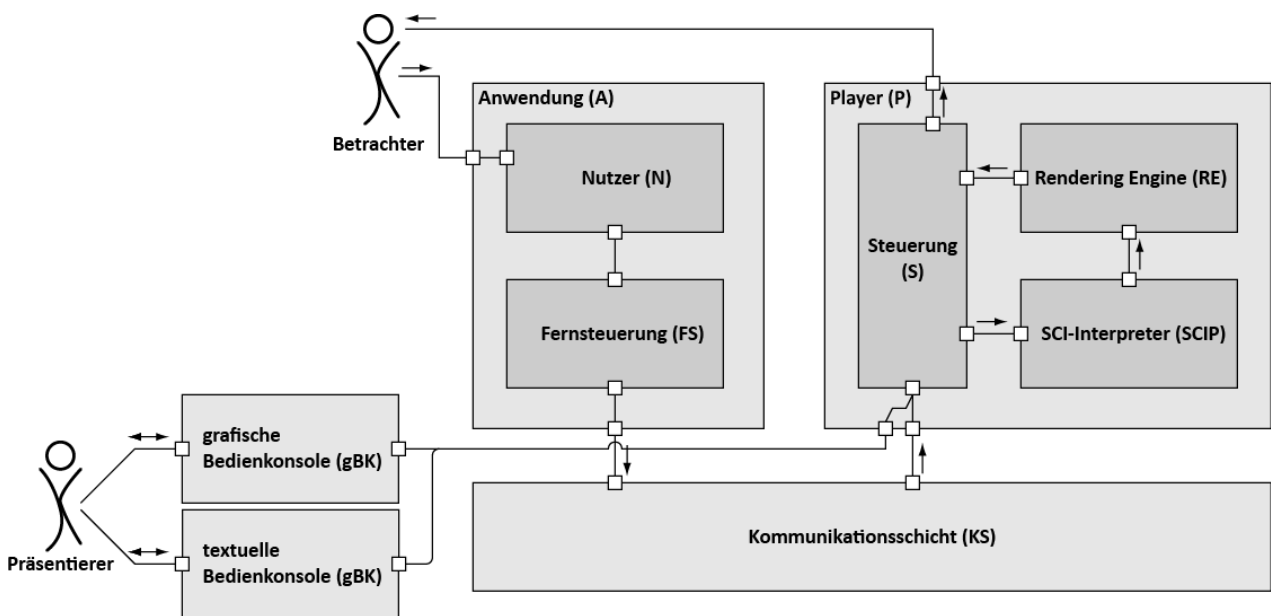 Betrachter
Anwendung (A)
Nutzer (N)
Fernsteuerung (FS)
Player (P)
Steuerung
(S)
Rendering Engine (RE)
SCI-Interpreter (SCIP)
Präsentierer
grafische
Bedienkonsole (gBK)
textuelle
Bedienkonsole (gBK)
Kommunikationsschicht (KS)